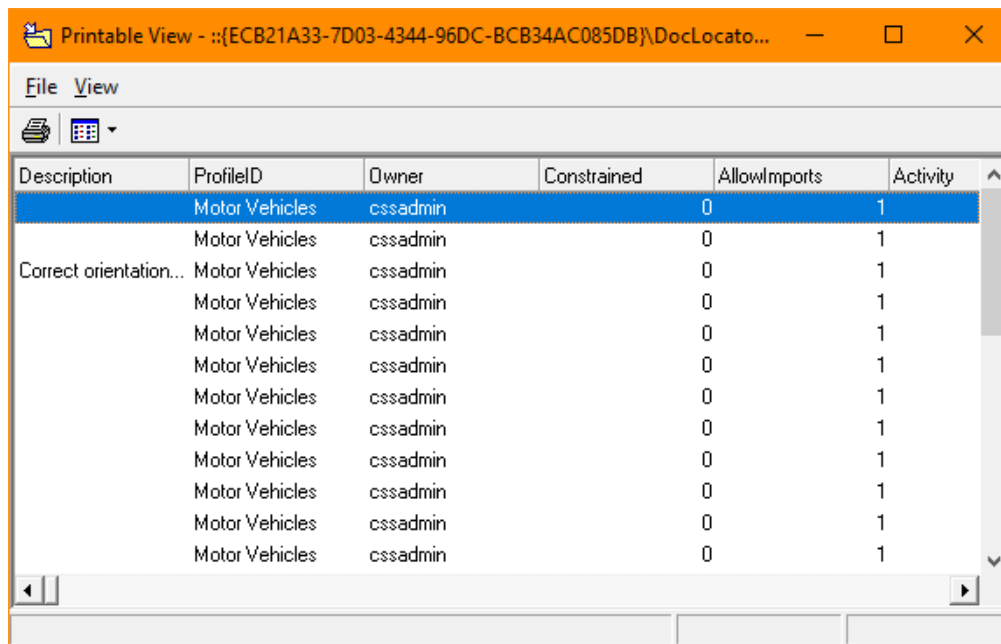 Printable View - ::{ECB21A33-7D03-4344-96DC-BCB34AC085DB}\DocLocato...
File View
Description ProfileID Owner Constrained AllowImports Activity
Motor Vehicles cssadmin 0 1
Motor Vehicles cssadmin 0 1
Correct orientation... Motor Vehicles cssadmin 0 1
Motor Vehicles cssadmin 0 1
Motor Vehicles cssadmin 0 1
Motor Vehicles cssadmin 0 1
Motor Vehicles cssadmin 0 1
Motor Vehicles cssadmin 0 1
Motor Vehicles cssadmin 0 1
Motor Vehicles cssadmin 0 1
Motor Vehicles cssadmin 0 1
Motor Vehicles cssadmin 0 1